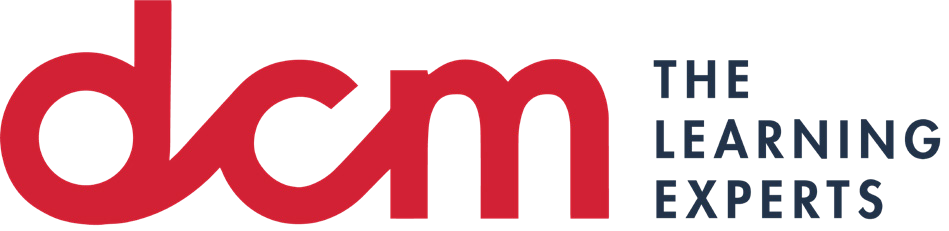 dcm
THE
LEARNING
EXPERTS